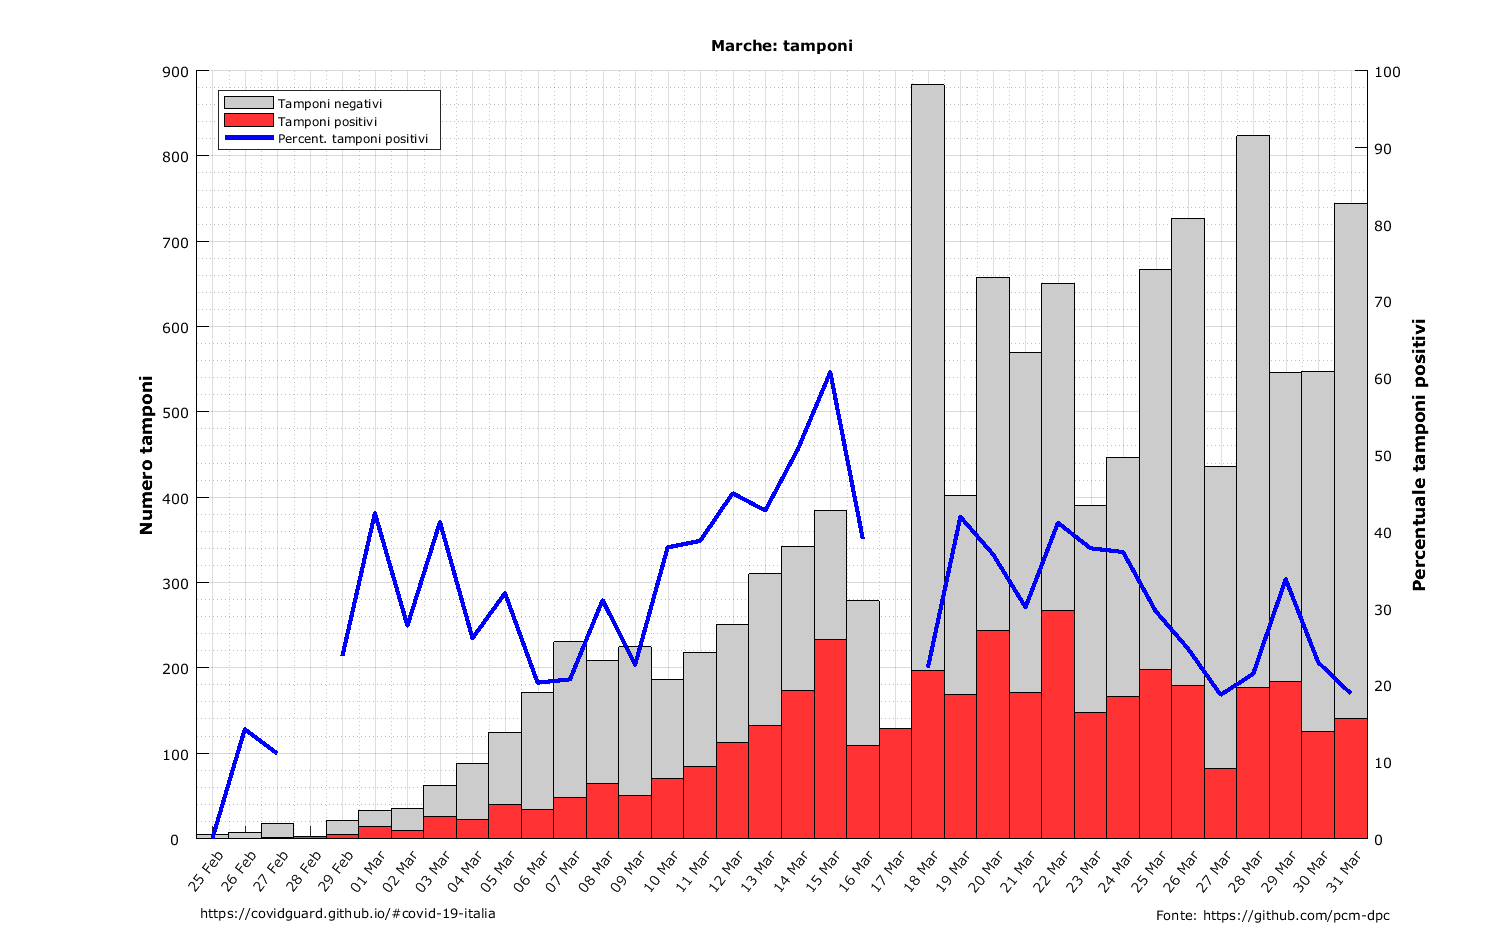 Marche: tamponi
Tamponi negativi
Tamponi positivi
Percent. tamponi positivi
Numero tamponi
900
800
700
600
500
400
300
200
100
0
100
90
80
70
60
50
40
30
20
10
0
Percentuale tamponi positivi
25 Feb
26 Feb
27 Feb
28 Feb
29 Feb
01 Mar
02 Mar
03 Mar
04 Mar
05 Mar
06 Mar
07 Mar
08 Mar
09 Mar
10 Mar
11 Mar
12 Mar
13 Mar
14 Mar
15 Mar
16 Mar
17 Mar
18 Mar
19 Mar
20 Mar
21 Mar
22 Mar
23 Mar
24 Mar
25 Mar
26 Mar
27 Mar
28 Mar
29 Mar
30 Mar
31 Mar
https://covidguard.github.io/#covid-19-italia
Fonte: https://github.com/pcm-dpc